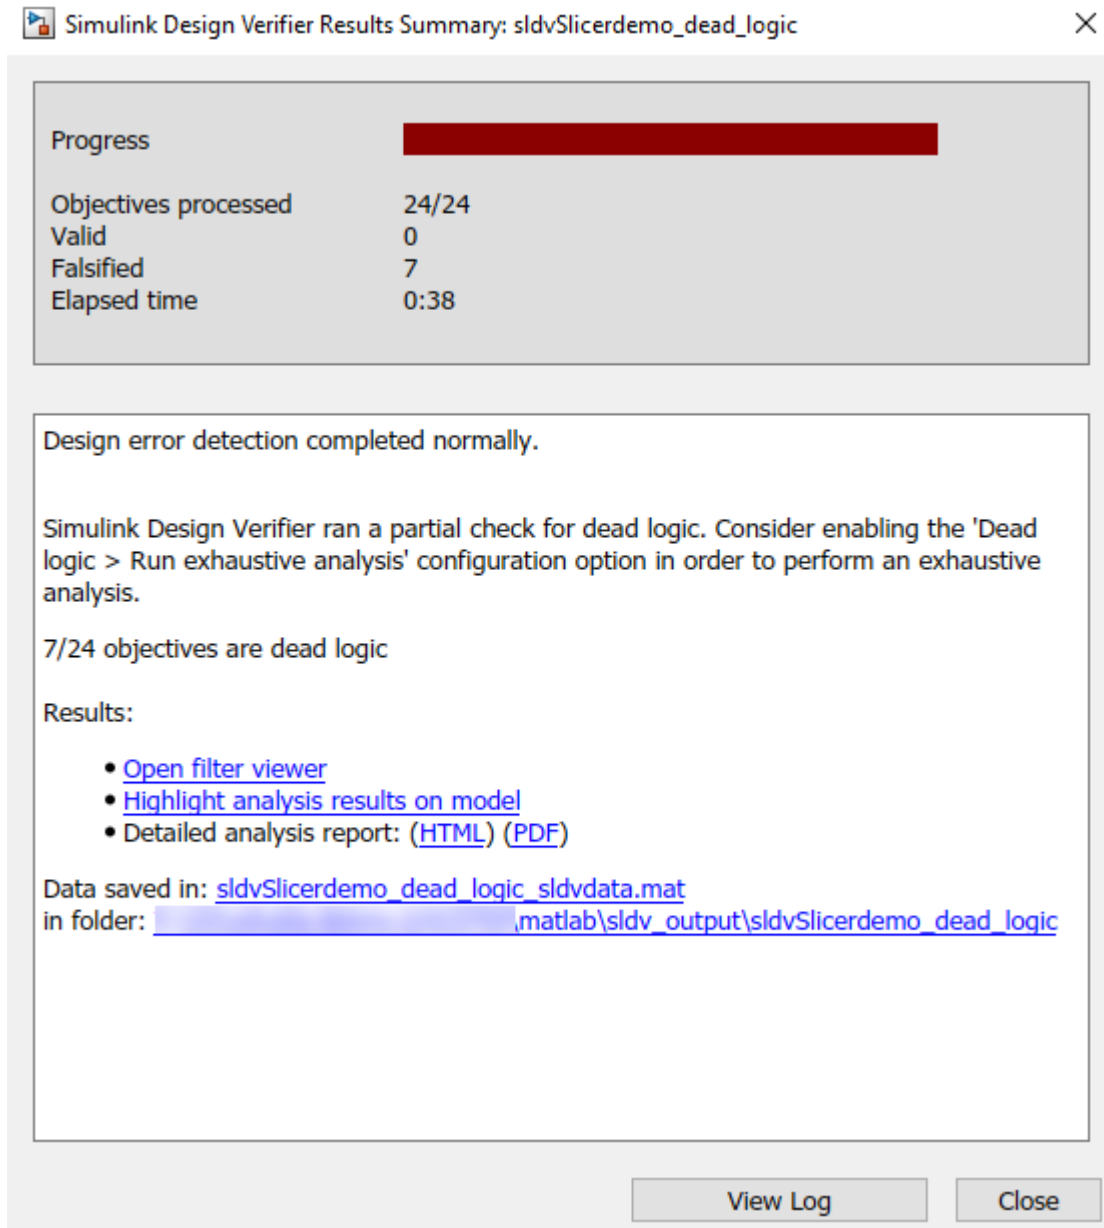 Simulink Design Verifier Results Summary: sldvSlicerdemo_dead_logic
Progress
Objectives processed 24/24
Valid 0
Falsified 7
Elapsed time 0:38
Design error detection completed normally.
Simulink Design Verifier ran a partial check for dead logic. Consider enabling the 'Dead
logic > Run exhaustive analysis' configuration option in order to perform an exhaustive
analysis.
7/24 objectives are dead logic
Results:
• Open filter viewer
• Highlight analysis results on model
• Detailed analysis report: (HTML) (PDF)
Data saved in: sldvSlicerdemo_dead_logic_sldvdata.mat
in folder: \matlab\sldv_output\sldvSlicerdemo_dead_logic
View Log Close